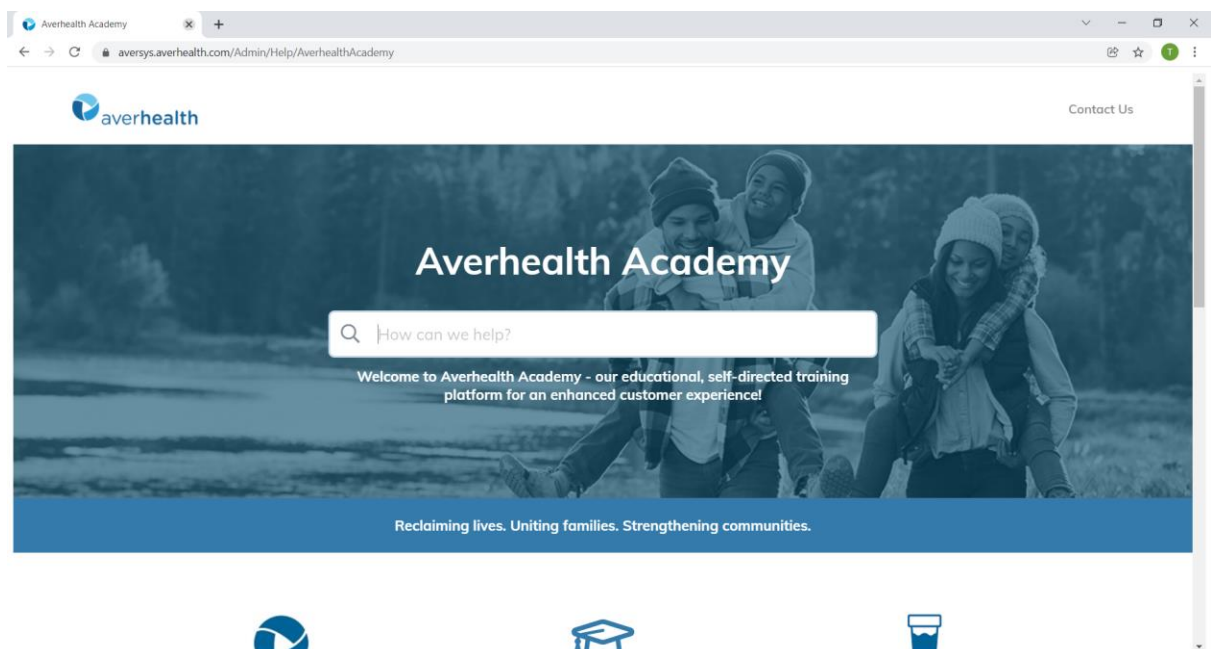 Averhealth Academy
aversys.averhealth.com/Admin/Help/AverhealthAcademy
T
averhealth
Contact Us
Averhealth Academy
How can we help?
Welcome to Averhealth Academy - our educational, self-directed training
platform for an enhanced customer experience!
Reclaiming lives. Uniting families. Strengthening communities.